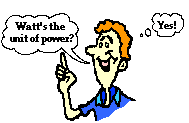 Watt's the
unit of power?
Yes!